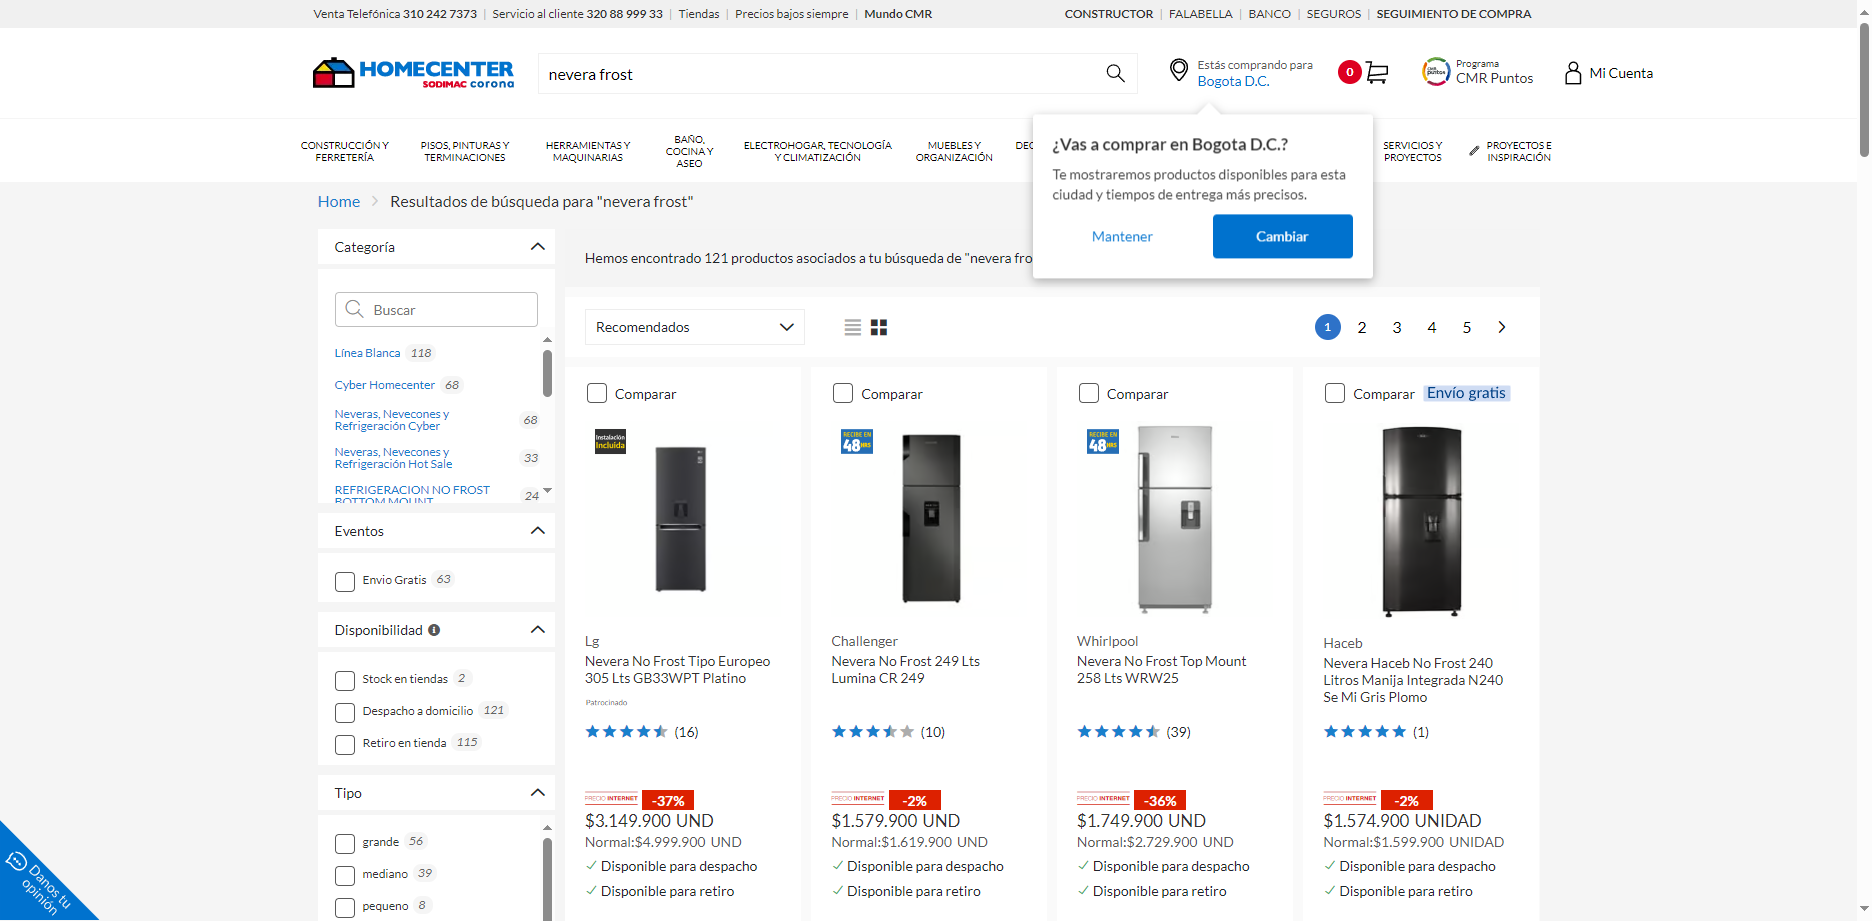 Venta Telefónica 310 242 7373 | Servicio al cliente 320 88 999 33 | Tiendas | Precios bajos siempre | Mundo CMR
CONSTRUCTOR | FALABELLA | BANCO | SEGUROS | SEGUIMIENTO DE COMPRA
HOMECENTER
SODIMAC corona
nevera frost
Estás comprando para
Bogota D.C.
0
Programa
CMR Puntos
Mi Cuenta
CONSTRUCCIÓN Y
FERRETERÍA
PISOS, PINTURAS Y
TERMINACIONES
HERRAMIENTAS Y
MAQUINARIAS
BAÑO,
COCINA Y
ASEO
ELECTROHOGAR, TECNOLOGÍA
Y CLIMATIZACIÓN
MUEBLES Y
ORGANIZACIÓN
DEC
SERVICIOS Y
PROYECTOS
PROYECTOS E
INSPIRACIÓN
¿Vas a comprar en Bogota D.C.?
Te mostraremos productos disponibles para esta
ciudad y tiempos de entrega más precisos.
Mantener
Cambiar
Home > Resultados de búsqueda para "nevera frost"
Categoría
Buscar
Línea Blanca 118
Cyber Homecenter 68
Neveras, Nevecones y
Refrigeración Cyber 68
Neveras, Nevecones y
Refrigeración Hot Sale 33
REFRIGERACION NO FROST
BOTTOM MOUNT 24
Eventos
Envio Gratis 63
Disponibilidad
Stock en tiendas 2
Despacho a domicilio 121
Retiro en tienda 115
Tipo
grande 56
mediano 39
pequeno 8
Danos tu
opinión
Hemos encontrado 121 productos asociados a tu búsqueda de "nevera fro
Recomendados
1 2 3 4 5
Comparar
Instalación
Incluida
Lg
Nevera No Frost Tipo Europeo
305 Lts GB33WPT Platino
Patrocinado
(16)
PRECIO INTERNET -37%
$3.149.900 UND
Normal:$4.999.900 UND
Disponible para despacho
Disponible para retiro
Comparar
RECIBE EN
48 HRS
Challenger
Nevera No Frost 249 Lts
Lumina CR 249
(10)
PRECIO INTERNET -2%
$1.579.900 UND
Normal:$1.619.900 UND
Disponible para despacho
Disponible para retiro
Comparar
RECIBE EN
48 HRS
Whirlpool
Nevera No Frost Top Mount
258 Lts WRW25
(39)
PRECIO INTERNET -36%
$1.749.900 UND
Normal:$2.729.900 UND
Disponible para despacho
Disponible para retiro
Comparar Envío gratis
Haceb
Nevera Haceb No Frost 240
Litros Manija Integrada N240
Se Mi Gris Plomo
(1)
PRECIO INTERNET -2%
$1.574.900 UNIDAD
Normal:$1.599.900 UNIDAD
Disponible para despacho
Disponible para retiro